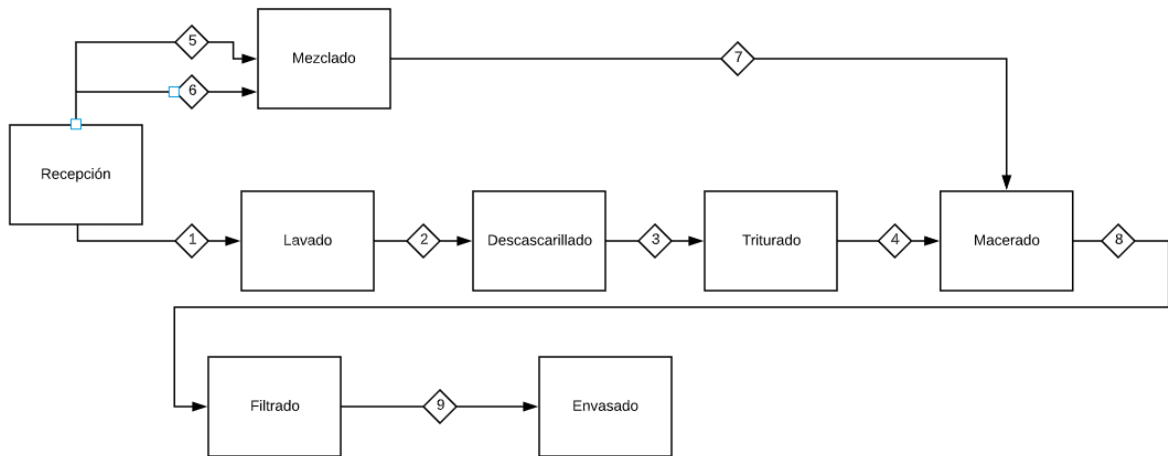 5
Mezclado
7
6
Recepción
1
Lavado
2
Descascarillado
3
Triturado
4
Macerado
8
Filtrado
9
Envasado